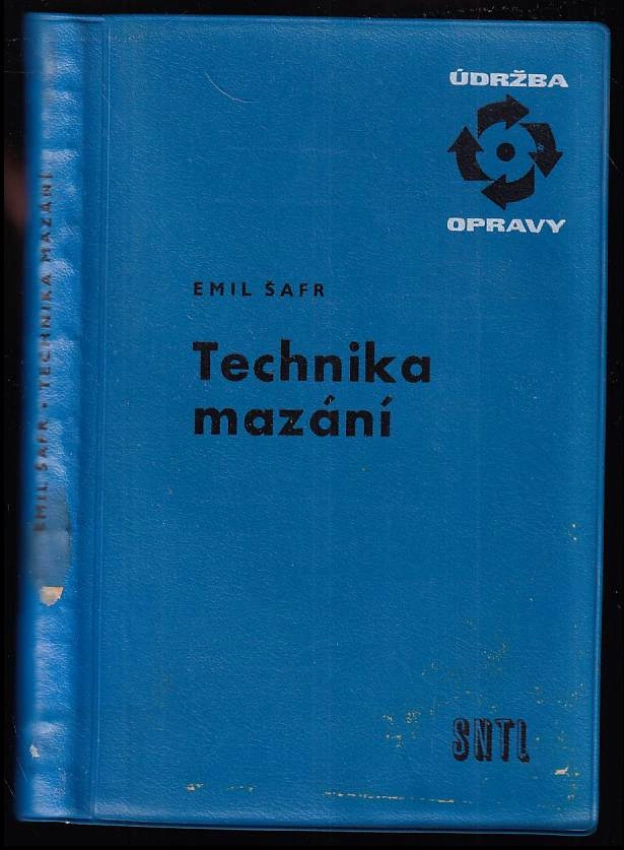 ÚDRŽBA
OPRAVY
EMIL ŠAFR
Technika
mazání
SNTL
EMIL ŠAFR • TECHNIKA MAZÁNÍ